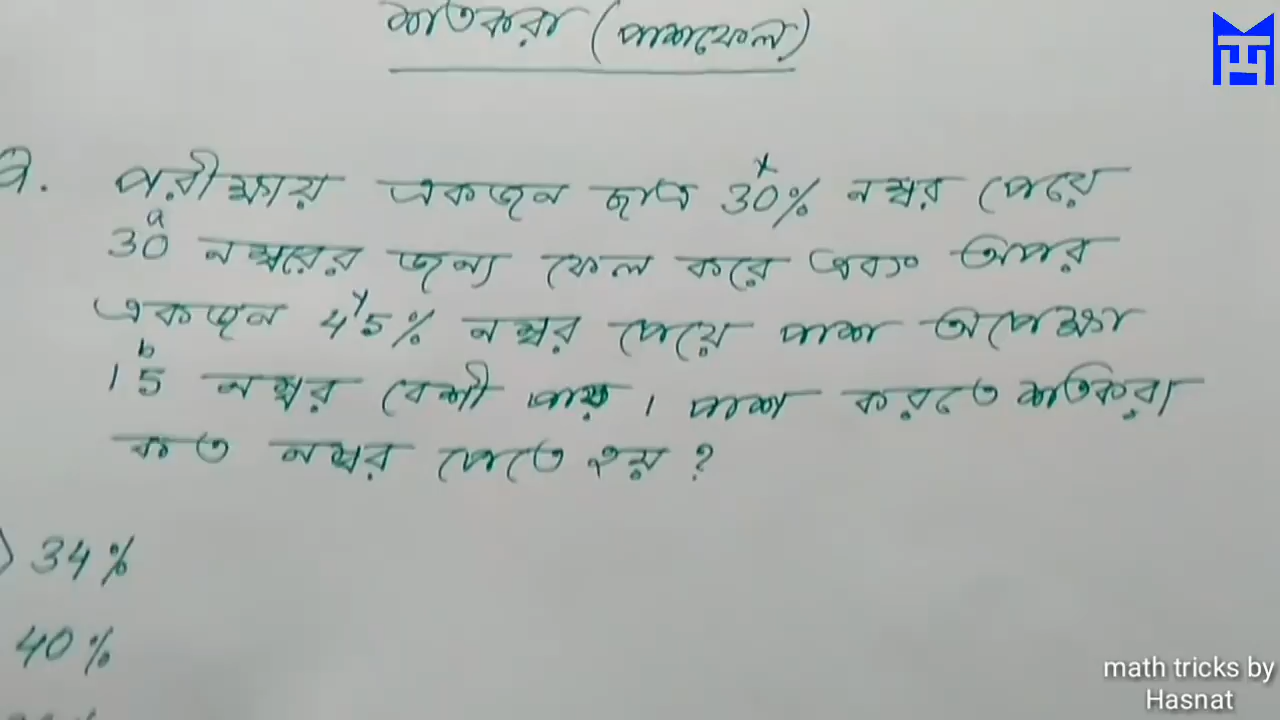 শতকরা (পাশফেল)
পরীক্ষায় একজন ছাত্র 30% নম্বর পেয়ে
x
30 নম্বরের জন্য ফেল করে এবং অপর
a
একজন 45% নম্বর পেয়ে পাশ অপেক্ষা
y
15 নম্বর বেশী পায়। পাশ করতে শতকরা
b
কত নম্বর পেতে হয়?
) 34%
40%
math tricks by
Hasnat